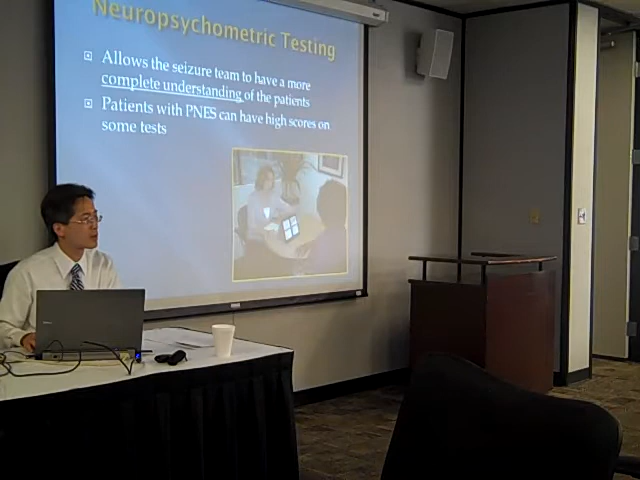 Neuropsychometric Testing
Allows the seizure team to have a more
complete understanding of the patients
Patients with PNES can have high scores on
some tests